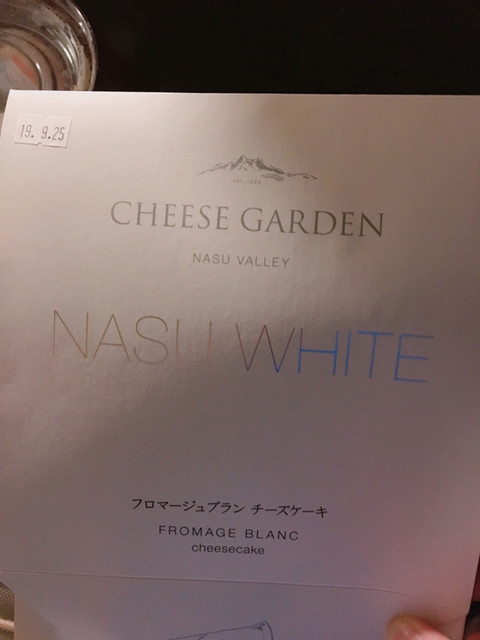 19. 9.25
CHEESE GARDEN
NASU VALLEY
NASU WHITE
フロマージュブラン チーズケーキ
FROMAGE BLANC
cheesecake